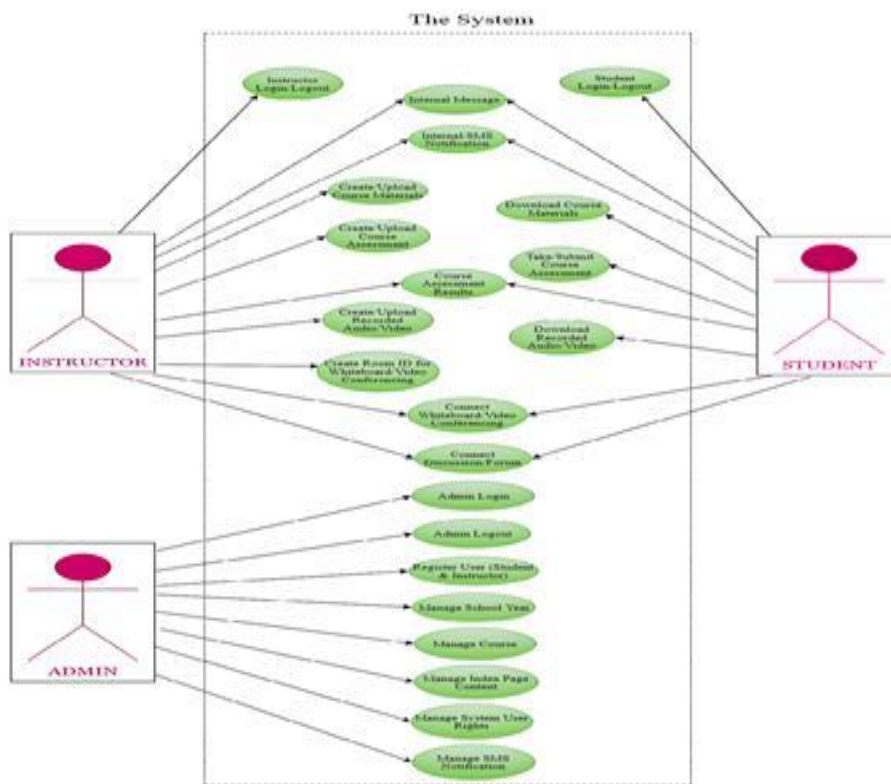 The System
Instructor
Login/Logout
Student
Login/Logout
Internal Message
Internal SMS
Notification
Create/Upload
Course Materials
Download Course
Materials
Create/Upload
Course
Assessment
Take/Submit
Course
Assessment
Course
Assessment
Results
Create/Upload
Recorded
Audio/Video
Download
Recorded
Audio/Video
INSTRUCTOR
STUDENT
Create Room ID for
Whiteboard/Video
Conferencing
Connect
Whiteboard/Video
Conferencing
Connect
Discussion Forum
Admin Login
Admin Logout
Register User (Student
& Instructor)
Manage School Year
Manage Course
ADMIN
Manage Index Page
Content
Manage System User
Rights
Manage SMS
Notification